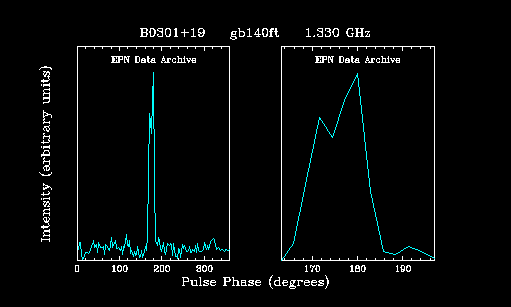 B0301+19 gb140ft 1.330 GHz
EPN Data Archive EPN Data Archive
Intensity (arbitrary units)
0 100 200 300 170 180 190
Pulse Phase (degrees)